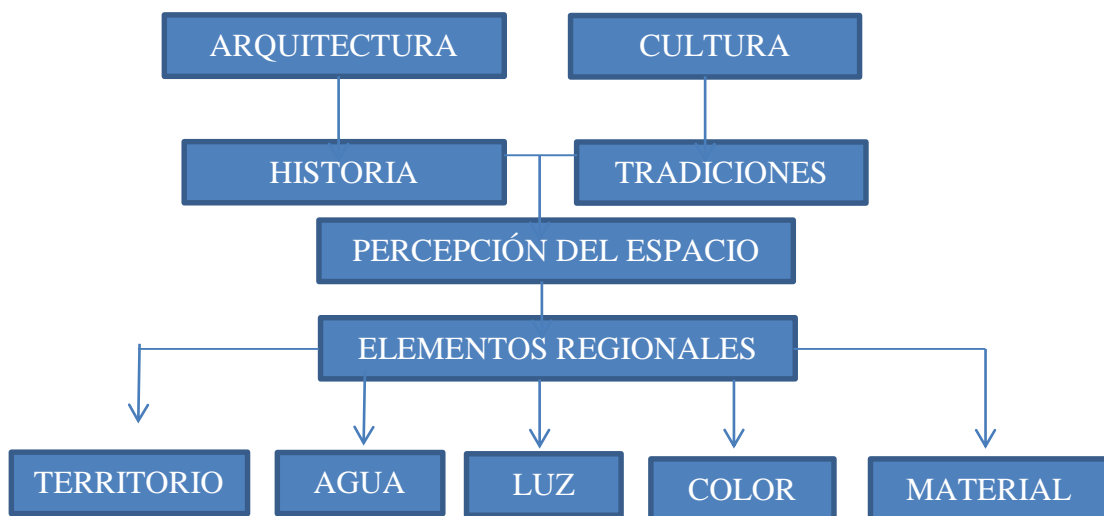 ARQUITECTURA
CULTURA
HISTORIA
TRADICIONES
PERCEPCIÓN DEL ESPACIO
ELEMENTOS REGIONALES
TERRITORIO
AGUA
LUZ
COLOR
MATERIAL